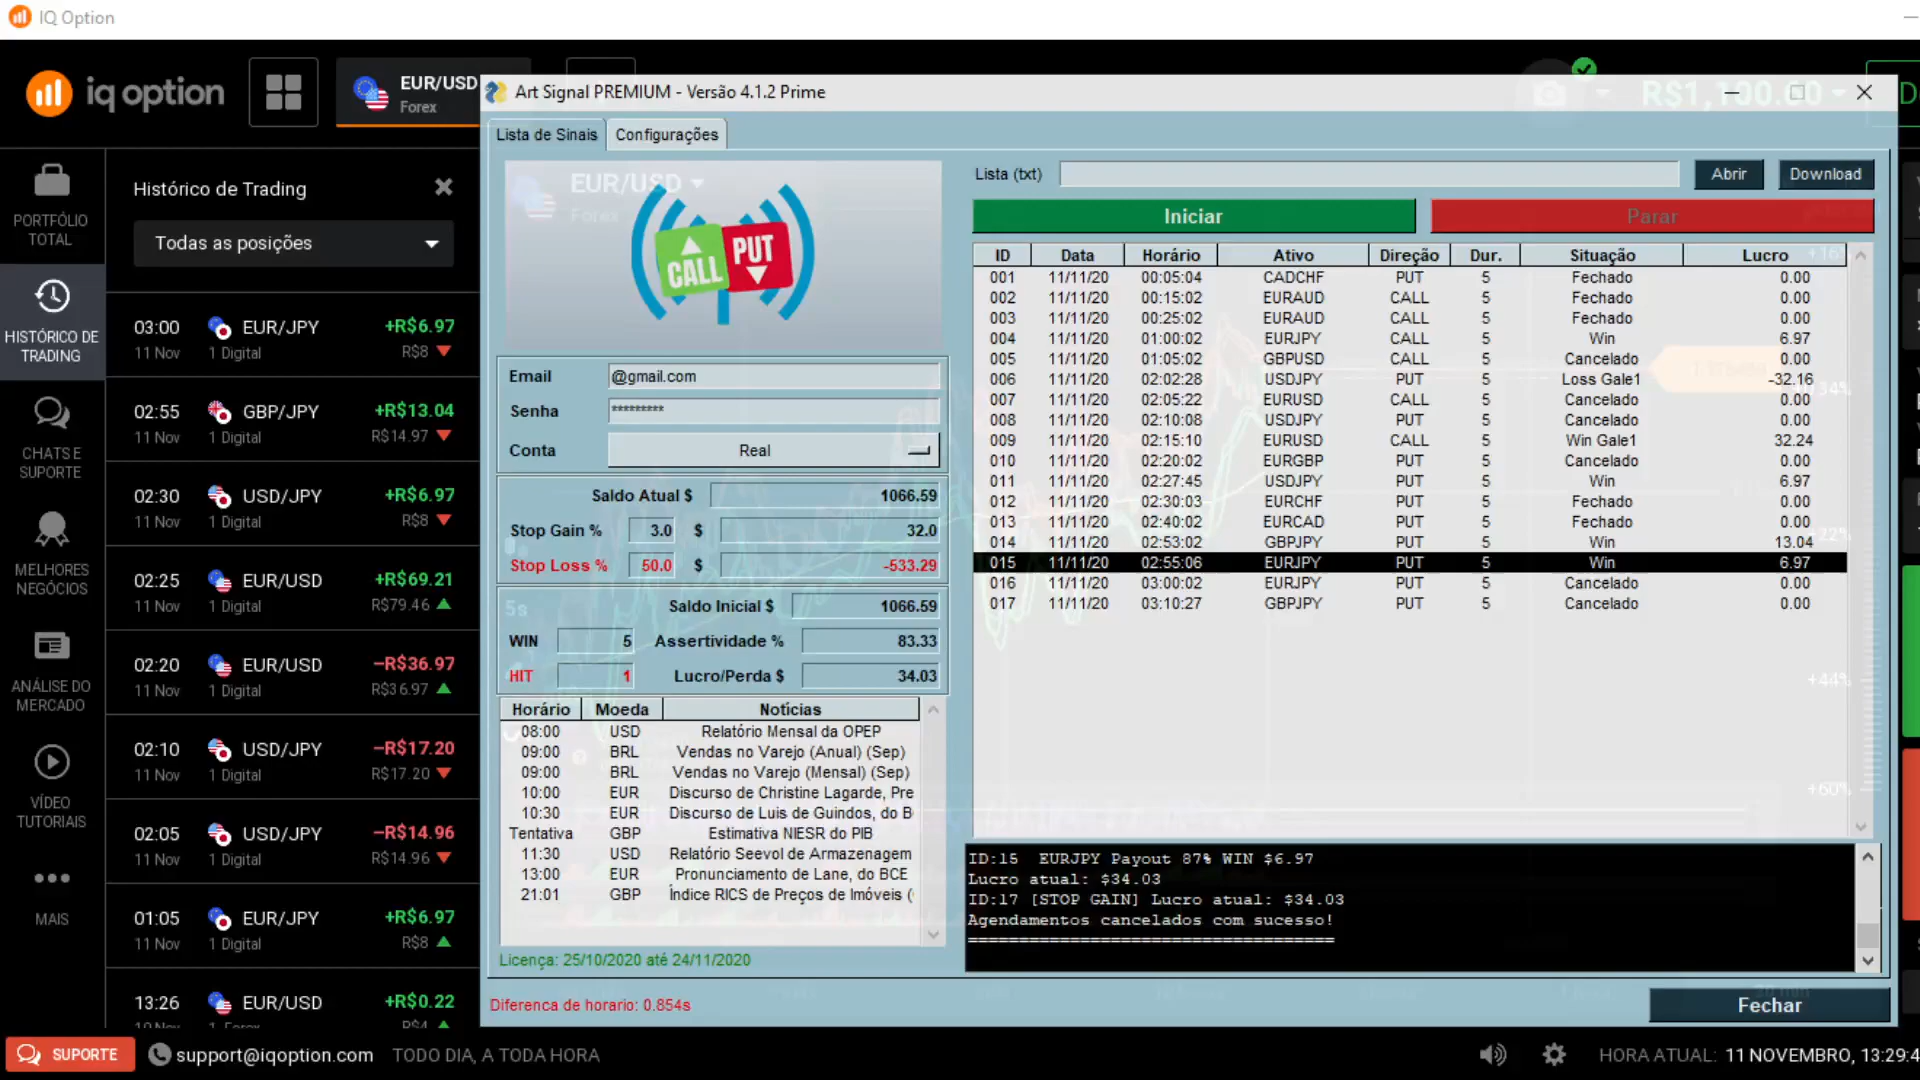 IQ Option
iq option
EUR/USD
Forex
Histórico de Trading
Todas as posições
PORTFÓLIO TOTAL
HISTÓRICO DE TRADING
CHATS E SUPORTE
MELHORES NEGÓCIOS
ANÁLISE DO MERCADO
VÍDEO TUTORIAIS
MAIS
03:00 EUR/JPY +R$6.97
11 Nov 1 Digital R$8
02:55 GBP/JPY +R$13.04
11 Nov 1 Digital R$14.97
02:30 USD/JPY +R$6.97
11 Nov 1 Digital R$8
02:25 EUR/USD +R$69.21
11 Nov 1 Digital R$79.46
02:20 EUR/USD −R$36.97
11 Nov 1 Digital R$36.97
02:10 USD/JPY −R$17.20
11 Nov 1 Digital R$17.20
02:05 USD/JPY −R$14.96
11 Nov 1 Digital R$14.96
01:05 EUR/JPY +R$6.97
11 Nov 1 Digital R$8
13:26 EUR/USD +R$0.22
Art Signal PREMIUM - Versão 4.1.2 Prime
R$1,100.00
Lista de Sinais Configurações
EUR/USD
Forex
CALL PUT
Email @gmail.com
Senha *********
Conta Real
Saldo Atual $ 1066.59
Stop Gain % 3.0 $ 32.0
Stop Loss % 50.0 $ -533.29
5s
Saldo Inicial $ 1066.59
WIN 5 Assertividade % 83.33
HIT 1 Lucro/Perda $ 34.03
Horário Moeda Notícias
08:00 USD Relatório Mensal da OPEP
09:00 BRL Vendas no Varejo (Anual) (Sep)
09:00 BRL Vendas no Varejo (Mensal) (Sep)
10:00 EUR Discurso de Christine Lagarde, Pre
10:30 EUR Discurso de Luis de Guindos, do B
Tentativa GBP Estimativa NIESR do PIB
11:30 USD Relatório Seevol de Armazenagem
13:00 EUR Pronunciamento de Lane, do BCE
21:01 GBP Índice RICS de Preços de Imóveis (
Licença: 25/10/2020 até 24/11/2020
Diferenca de horario: 0.854s
Lista (txt) Abrir Download
Iniciar Parar
ID Data Horário Ativo Direção Dur. Situação Lucro
001 11/11/20 00:05:04 CADCHF PUT 5 Fechado 0.00
002 11/11/20 00:15:02 EURAUD CALL 5 Fechado 0.00
003 11/11/20 00:25:02 EURAUD CALL 5 Fechado 0.00
004 11/11/20 01:00:02 EURJPY CALL 5 Win 6.97
005 11/11/20 01:05:02 GBPUSD CALL 5 Cancelado 0.00
006 11/11/20 02:02:28 USDJPY PUT 5 Loss Gale1 -32.16
007 11/11/20 02:05:22 EURUSD CALL 5 Cancelado 0.00
008 11/11/20 02:10:08 USDJPY PUT 5 Cancelado 0.00
009 11/11/20 02:15:10 EURUSD CALL 5 Win Gale1 32.24
010 11/11/20 02:20:02 EURGBP PUT 5 Cancelado 0.00
011 11/11/20 02:27:45 USDJPY PUT 5 Win 6.97
012 11/11/20 02:30:03 EURCHF PUT 5 Fechado 0.00
013 11/11/20 02:40:02 EURCAD PUT 5 Fechado 0.00
014 11/11/20 02:53:02 GBPJPY PUT 5 Win 13.04
015 11/11/20 02:55:06 EURJPY PUT 5 Win 6.97
016 11/11/20 03:00:02 EURJPY PUT 5 Cancelado 0.00
017 11/11/20 03:10:27 GBPJPY PUT 5 Cancelado 0.00
+44%
+60%
ID:15 EURJPY Payout 87% WIN $6.97
Lucro atual: $34.03
ID:17 [STOP GAIN] Lucro atual: $34.03
Agendamentos cancelados com sucesso!
====================================
Fechar
SUPORTE support@iqoption.com TODO DIA, A TODA HORA
HORA ATUAL: 11 NOVEMBRO, 13:29:4